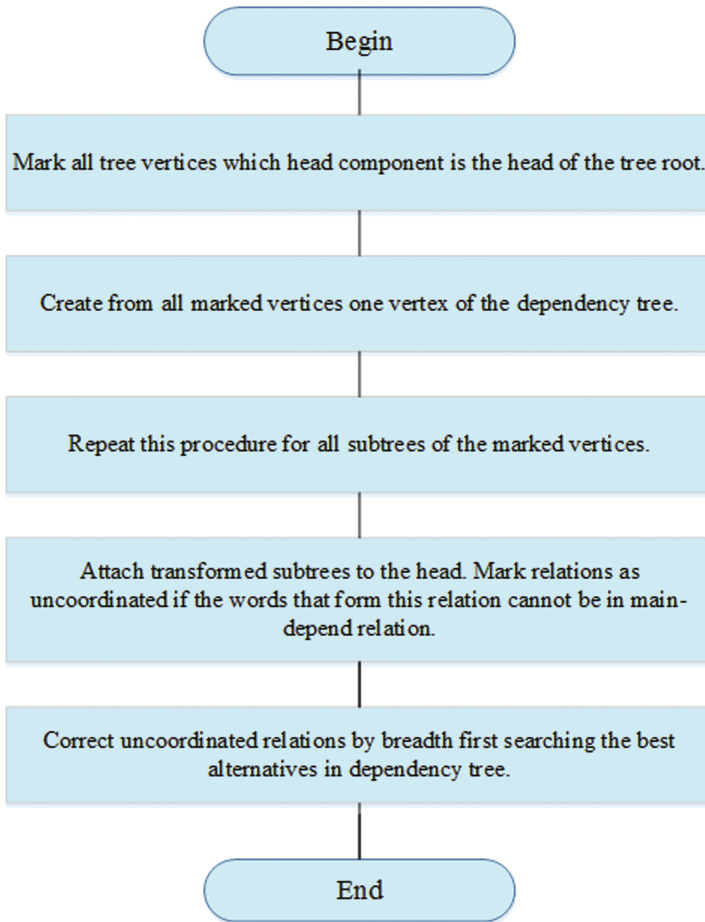 Begin
Mark all tree vertices which head component is the head of the tree root.
Create from all marked vertices one vertex of the dependency tree.
Repeat this procedure for all subtrees of the marked vertices.
Attach transformed subtrees to the head. Mark relations as
uncoordinated if the words that form this relation cannot be in main-
depend relation.
Correct uncoordinated relations by breadth first searching the best
alternatives in dependency tree.
End